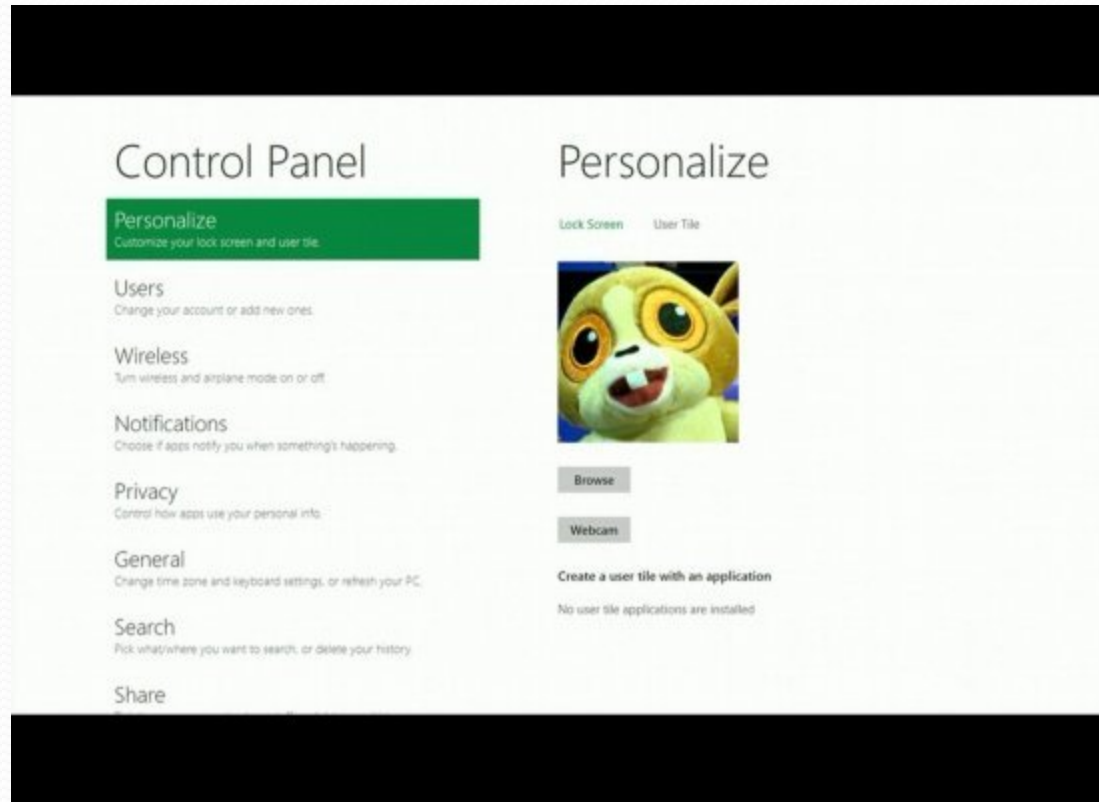 Control Panel
Personalize
Customize your lock screen and user tile.
Users
Change your account or add new ones.
Wireless
Turn wireless and airplane mode on or off
Notifications
Choose if apps notify you when something's happening.
Privacy
Control how apps use your personal info.
General
Change time zone and keyboard settings, or refresh your PC.
Search
Pick what/where you want to search, or delete your history.
Share
Personalize
Lock Screen User Tile
Browse
Webcam
Create a user tile with an application
No user tile applications are installed